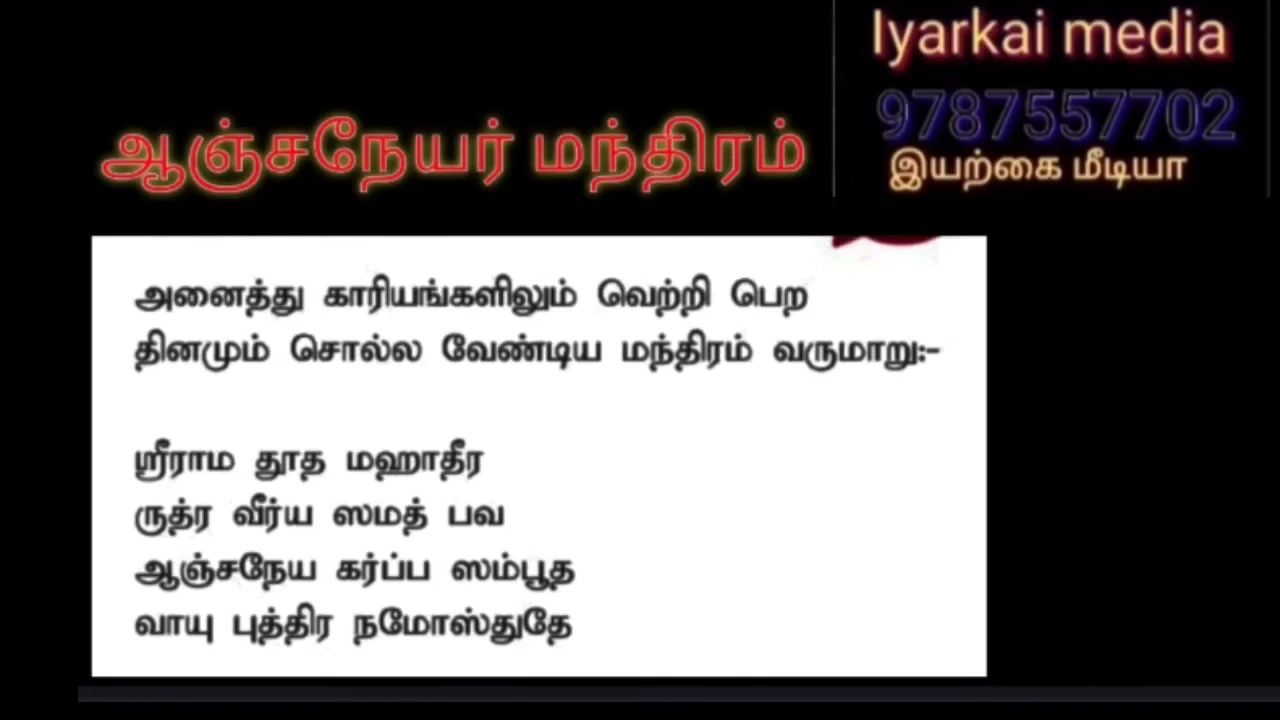 Iyarkai media
9787557702
இயற்கை மீடியா
ஆஞ்சநேயர் மந்திரம்
அனைத்து காரியங்களிலும் வெற்றி பெற
தினமும் சொல்ல வேண்டிய மந்திரம் வருமாறு:-
ஸ்ரீராம தூத மஹாதீர
ருத்ர வீர்ய ஸமத் பவ
ஆஞ்சநேய கர்ப்ப ஸம்பூத
வாயு புத்திர நமோஸ்துதே